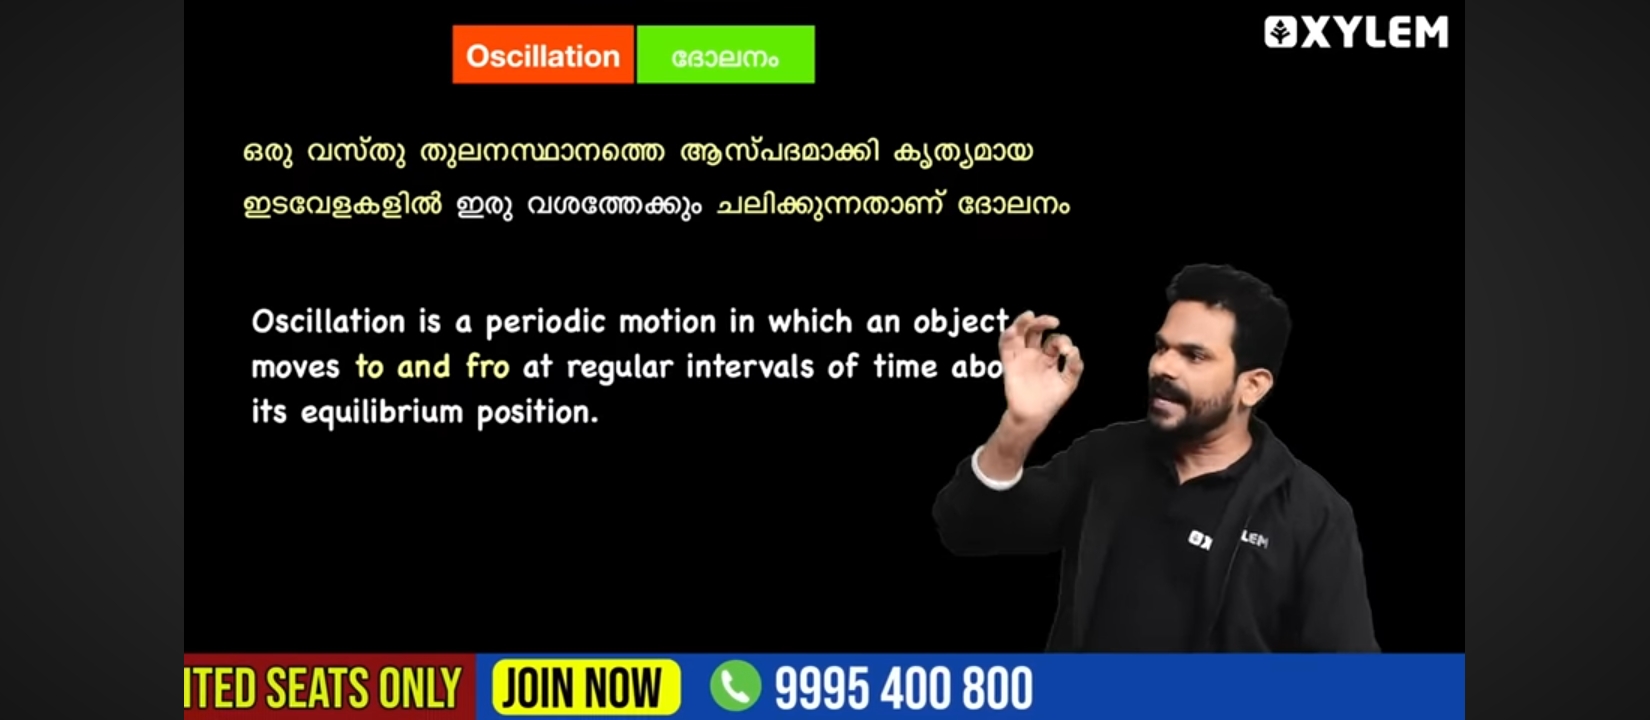 Oscillation ദോലനം
XYLEM
ഒരു വസ്തു തുലനസ്ഥാനത്തെ ആസ്പദമാക്കി കൃത്യമായ
ഇടവേളകളിൽ ഇരു വശത്തേക്കും ചലിക്കുന്നതാണ് ദോലനം
Oscillation is a periodic motion in which an object
moves to and fro at regular intervals of time abo
its equilibrium position.
LEM
ITED SEATS ONLY JOIN NOW 9995 400 800